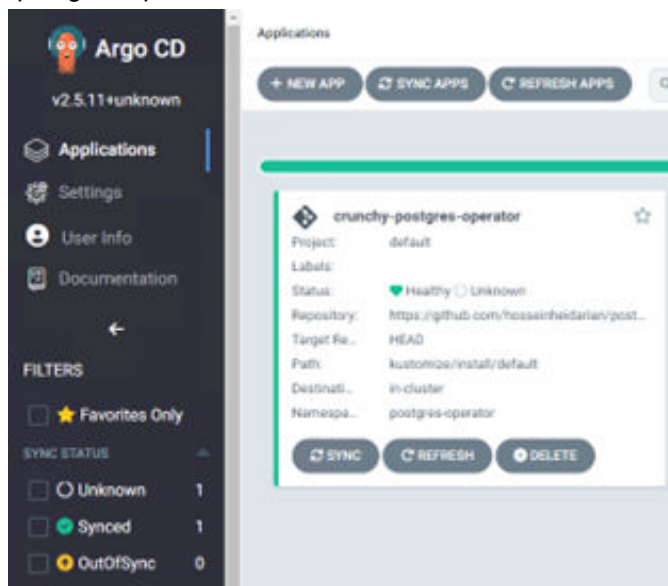 Argo CD
v2.5.11+unknown
Applications
Settings
User Info
Documentation
FILTERS
Favorites Only
SYNC STATUS
Unknown 1
Synced 1
OutOfSync 0
Applications
+ NEW APP SYNC APPS REFRESH APPS
crunchy-postgres-operator
Project: default
Labels:
Status: Healthy Unknown
Repository: https://github.com/hosseinheidarian/post...
Target Re... HEAD
Path: kustomize/install/default
Destinati... in-cluster
Namespa... postgres-operator
SYNC REFRESH DELETE